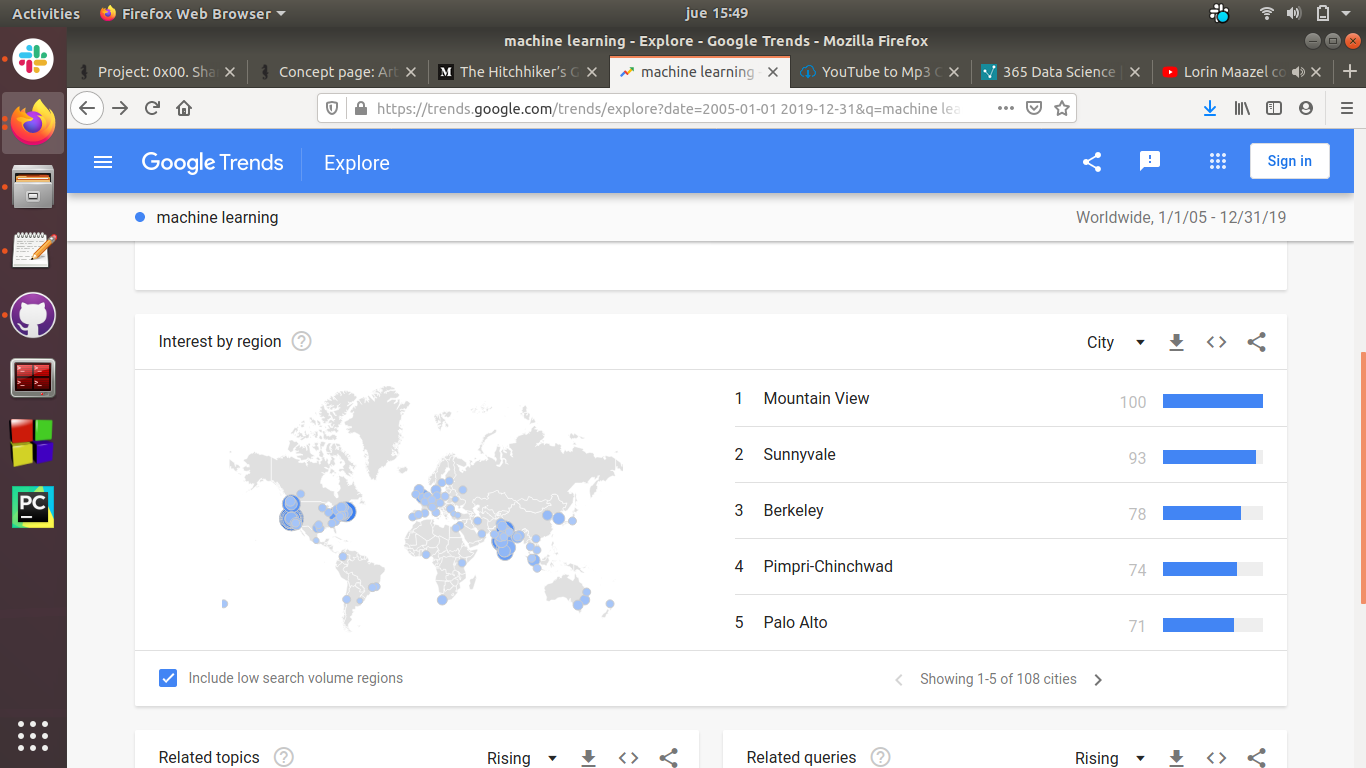 Activities Firefox Web Browser jue 15:49
machine learning - Explore - Google Trends - Mozilla Firefox
Project: 0x00. Sha Concept page: Art The Hitchhiker's G machine learning - YouTube to Mp3 C 365 Data Science Lorin Maazel co
https://trends.google.com/trends/explore?date=2005-01-01 2019-12-31&q=machine lea
Google Trends Explore Sign in
machine learning Worldwide, 1/1/05 - 12/31/19
Interest by region ? City
1 Mountain View 100
2 Sunnyvale 93
3 Berkeley 78
4 Pimpri-Chinchwad 74
5 Palo Alto 71
Include low search volume regions Showing 1-5 of 108 cities
PC
Related topics ? Rising Related queries ? Rising